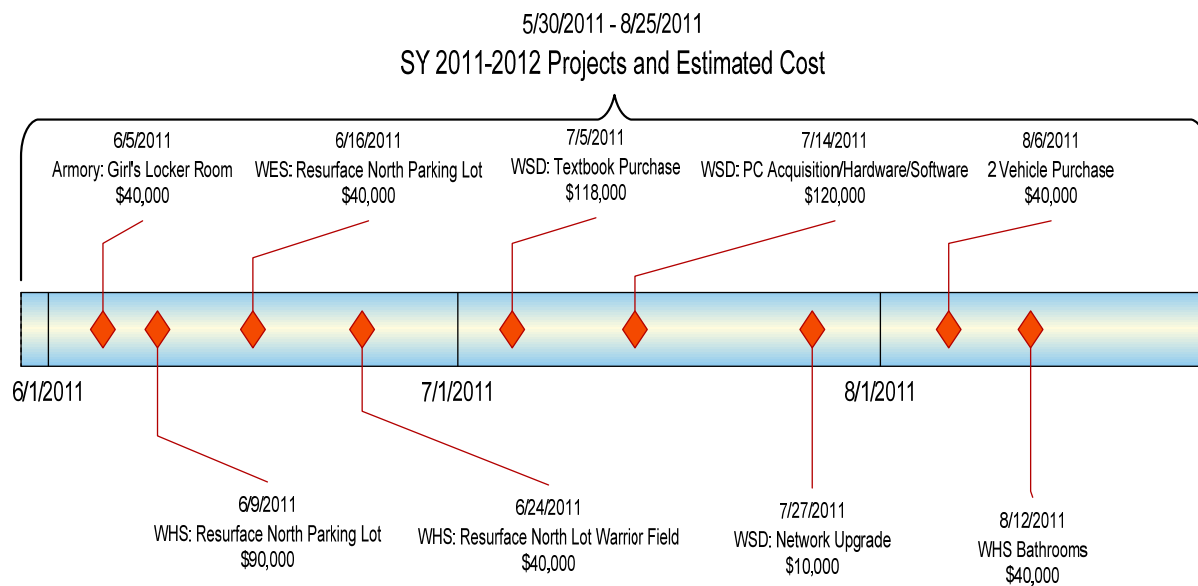 5/30/2011 - 8/25/2011
SY 2011-2012 Projects and Estimated Cost
6/5/2011
Armory: Girl's Locker Room
$40,000
6/16/2011
WES: Resurface North Parking Lot
$40,000
7/5/2011
WSD: Textbook Purchase
$118,000
7/14/2011
WSD: PC Acquisition/Hardware/Software
$120,000
8/6/2011
2 Vehicle Purchase
$40,000
6/1/2011
7/1/2011
8/1/2011
6/9/2011
WHS: Resurface North Parking Lot
$90,000
6/24/2011
WHS: Resurface North Lot Warrior Field
$40,000
7/27/2011
WSD: Network Upgrade
$10,000
8/12/2011
WHS Bathrooms
$40,000